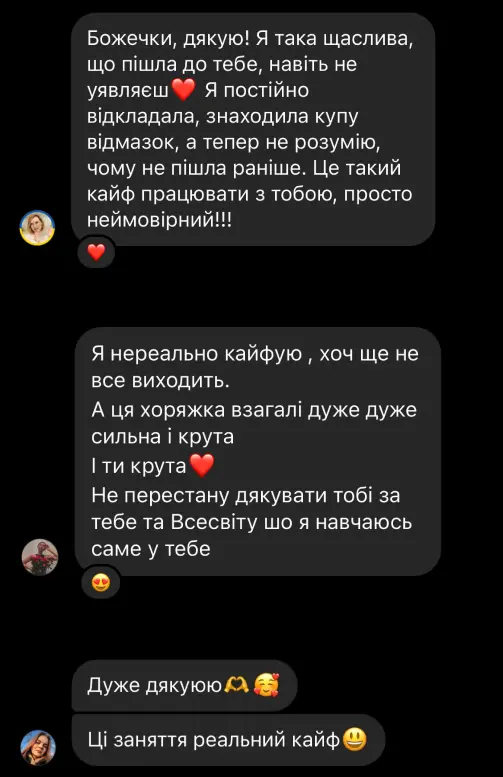 Божечки, дякую! Я така щаслива,
що пішла до тебе, навіть не
уявляєш❤️ Я постійно
відкладала, знаходила купу
відмазок, а тепер не розумію,
чому не пішла раніше. Це такий
кайф працювати з тобою, просто
неймовірний!!!
❤️
Я нереально кайфую , хоч ще не
все виходить.
А ця хоряжка взагалі дуже дуже
сильна і крута
І ти крута❤️
Не перестану дякувати тобі за
тебе та Всесвіту шо я навчаюсь
саме у тебе
😍
Дуже дякуюю🫶🥰
Ці заняття реальний кайф😃